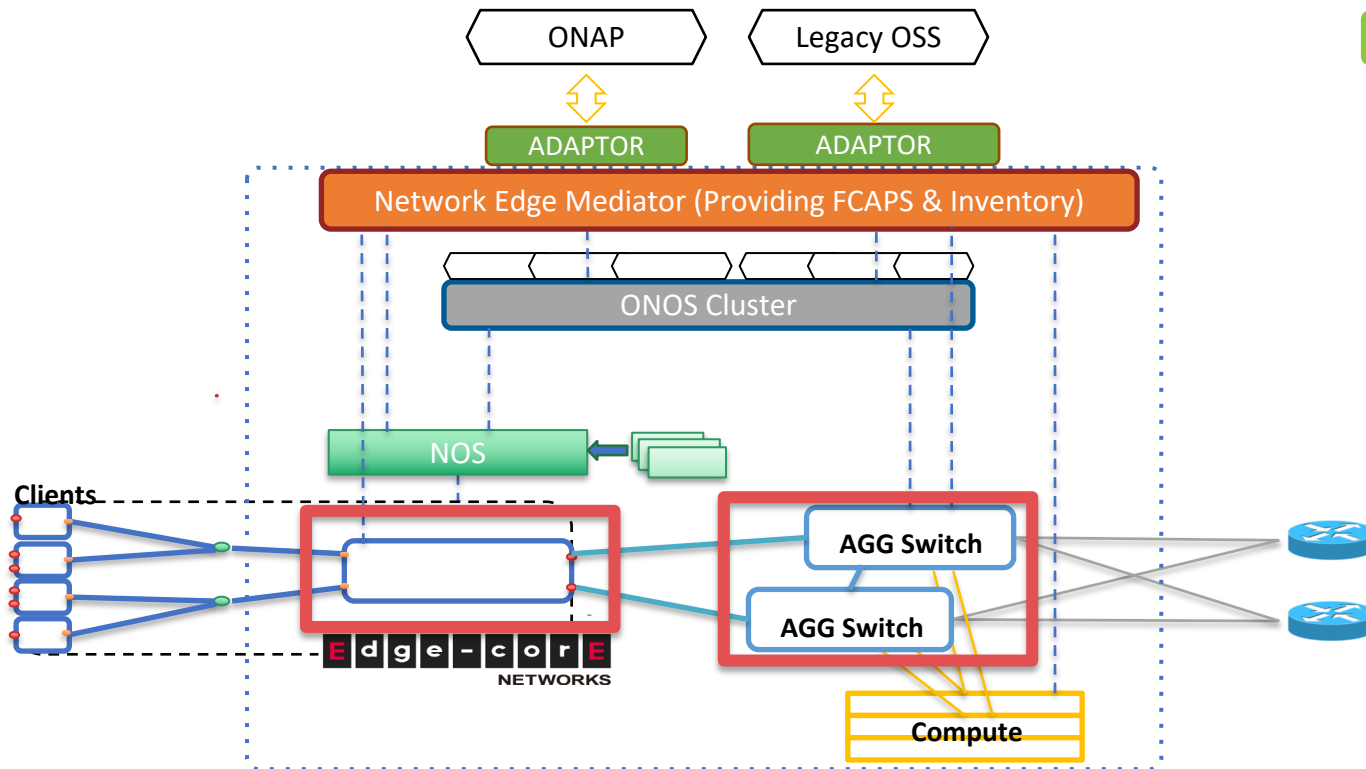 ONAP
Legacy OSS
ADAPTOR
ADAPTOR
Network Edge Mediator (Providing FCAPS & Inventory)
ONOS Cluster
NOS
Clients
AGG Switch
AGG Switch
Edge-corE
NETWORKS
Compute